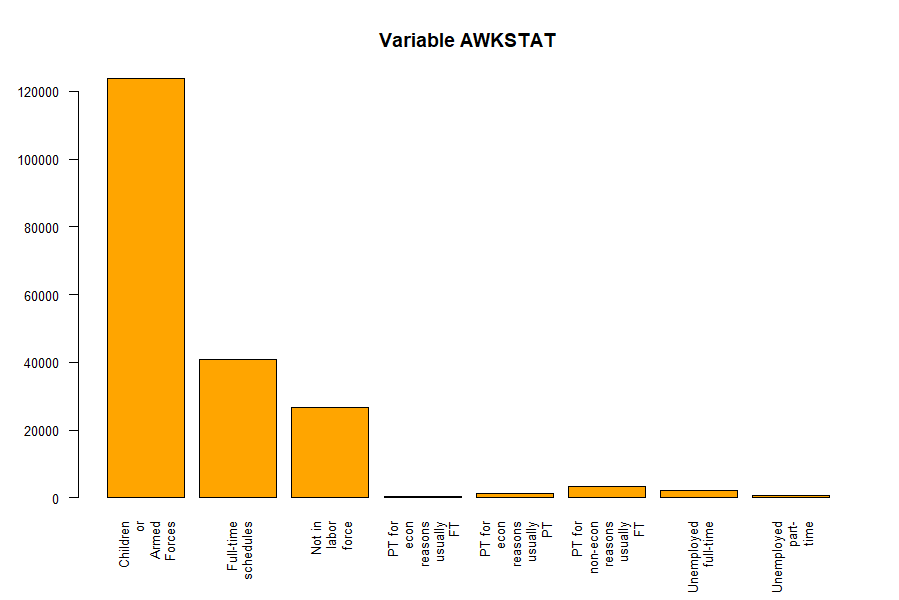 Variable AWKSTAT
120000
100000
80000
60000
40000
20000
0
Children
or
Armed
Forces
Full-time
schedules
Not in
labor
force
PT for
econ
reasons
usually
FT
PT for
econ
reasons
usually
PT
PT for
non-econ
reasons
usually
FT
Unemployed
full-time
Unemployed
part-
time